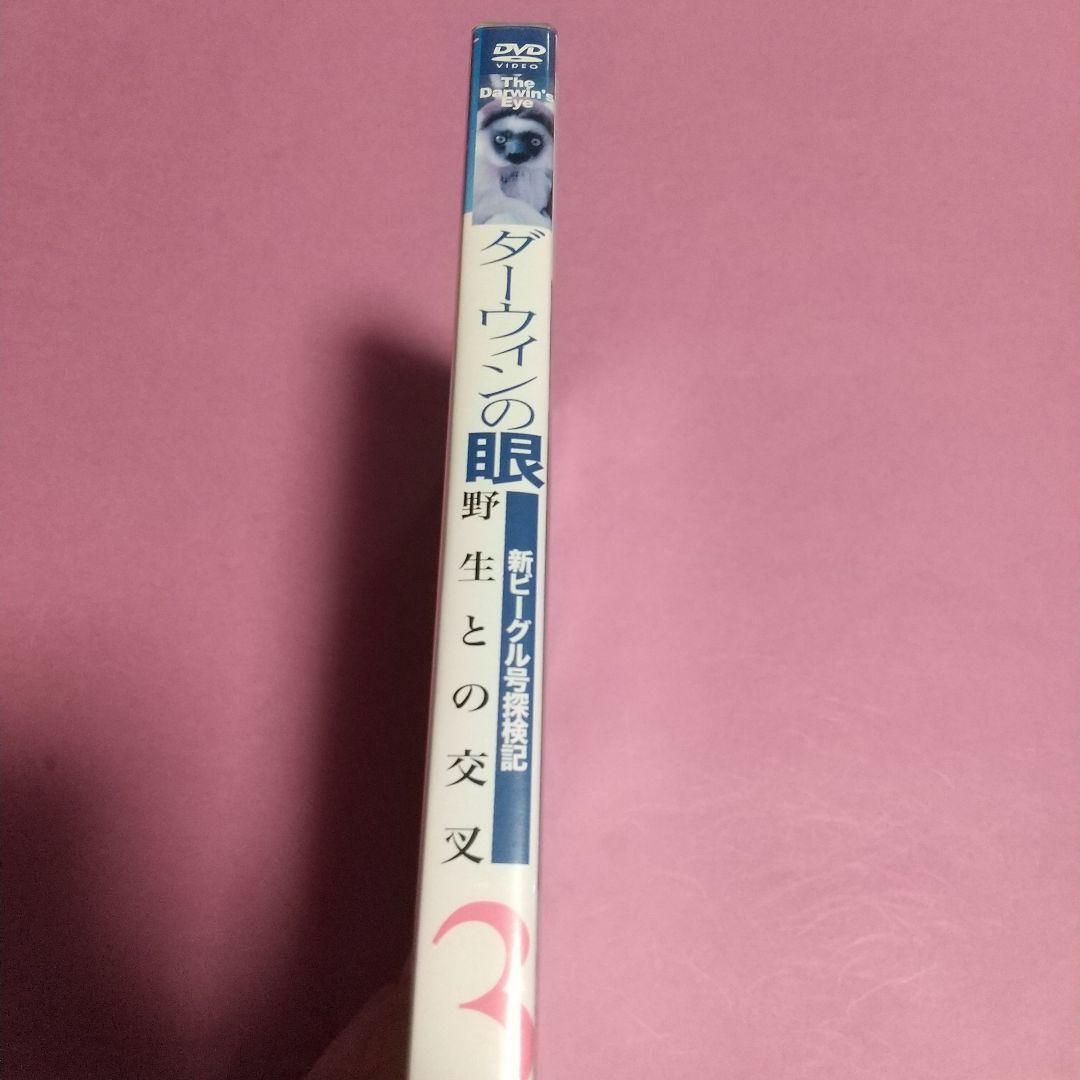 DVD
VIDEO
The
Darwin's
Eye
ダーウィンの眼
新ビーグル号探検記
野生との交叉
3